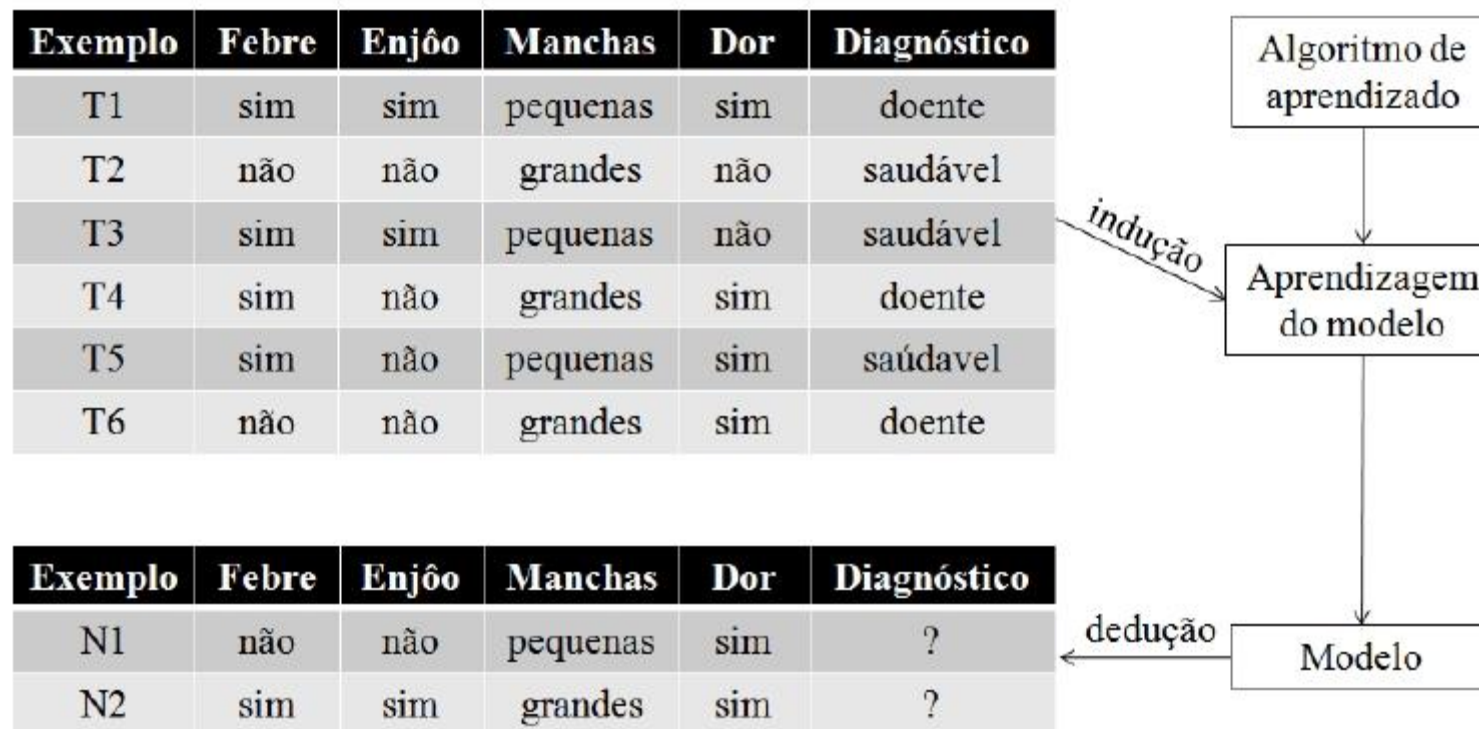 Exemplo Febre Enjôo Manchas Dor Diagnóstico
T1 sim sim pequenas sim doente
T2 não não grandes não saudável
T3 sim sim pequenas não saudável
T4 sim não grandes sim doente
T5 sim não pequenas sim saúdavel
T6 não não grandes sim doente
Algoritmo de
aprendizado
indução
Aprendizagem
do modelo
Exemplo Febre Enjôo Manchas Dor Diagnóstico
N1 não não pequenas sim ?
N2 sim sim grandes sim ?
dedução
Modelo